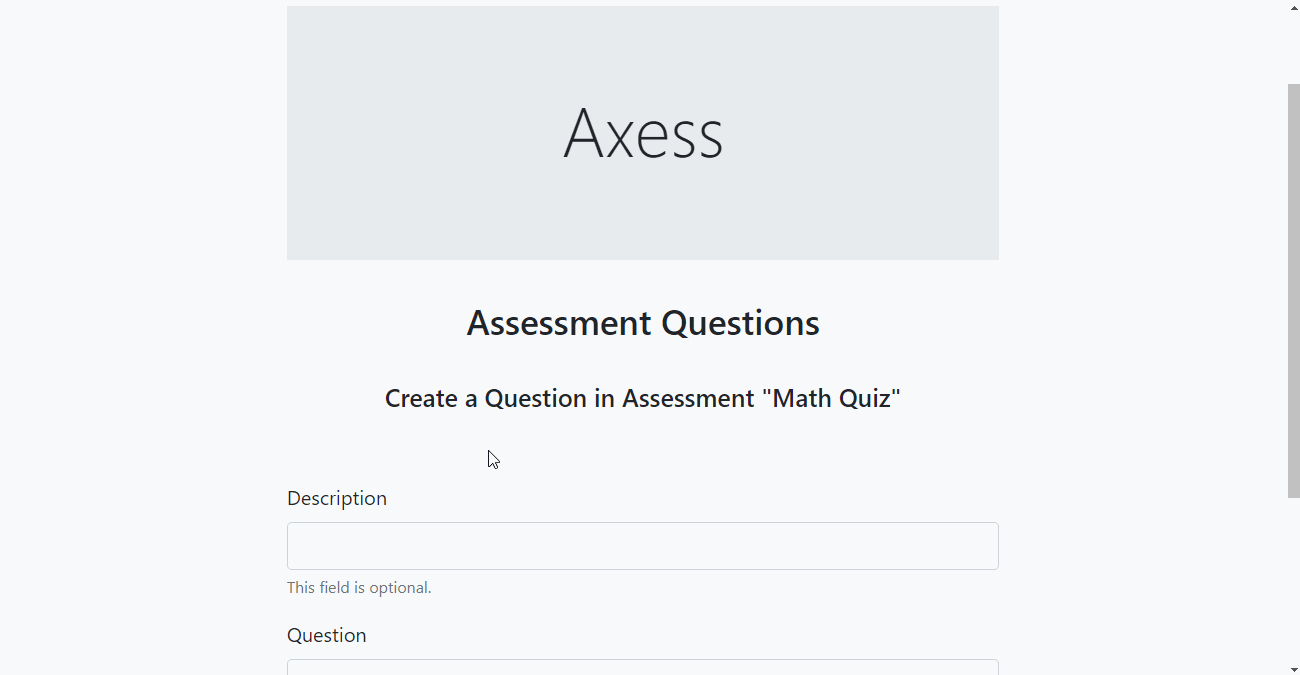 Axess
Assessment Questions
Create a Question in Assessment "Math Quiz"
Description
This field is optional.
Question